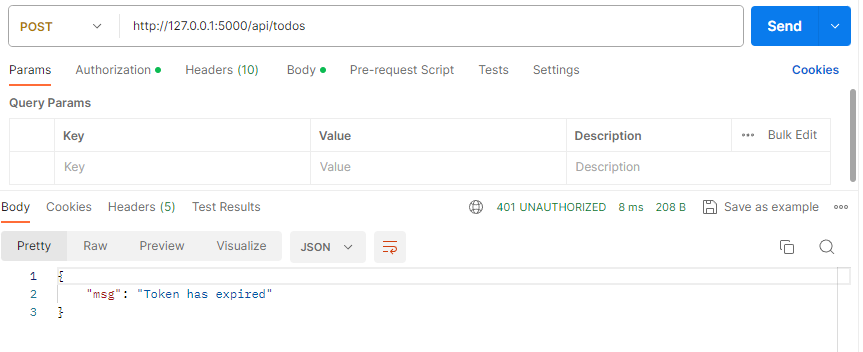 POST http://127.0.0.1:5000/api/todos Send
Params Authorization Headers (10) Body Pre-request Script Tests Settings Cookies
Query Params
Key Value Description ••• Bulk Edit
Key Value Description
Body Cookies Headers (5) Test Results 401 UNAUTHORIZED 8 ms 208 B Save as example
Pretty Raw Preview Visualize JSON
1 {
2 "msg": "Token has expired"
3 }